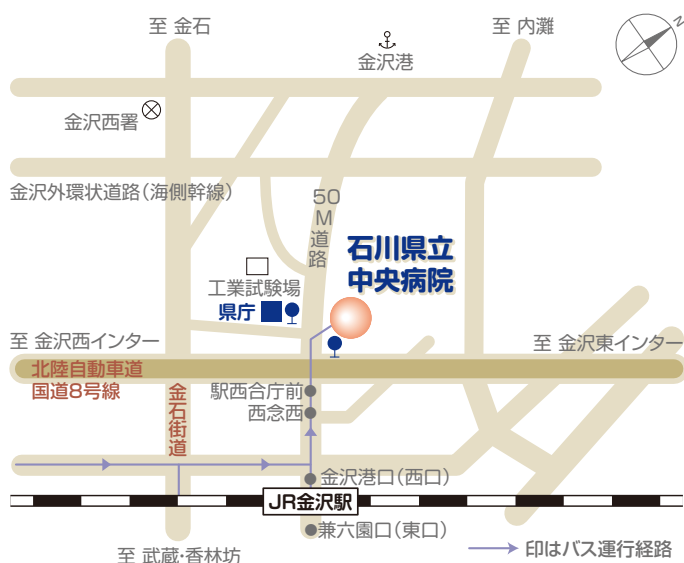 至 金石
至 内灘
N
金沢港
金沢西署
金沢外環状道路(海側幹線)
50M道路
石川県立
中央病院
工業試験場
県庁
至 金沢西インター
至 金沢東インター
北陸自動車道
国道8号線
金石街道
駅西合庁前
西念西
金沢港口(西口)
JR金沢駅
兼六園口(東口)
至 武蔵・香林坊
印はバス運行経路